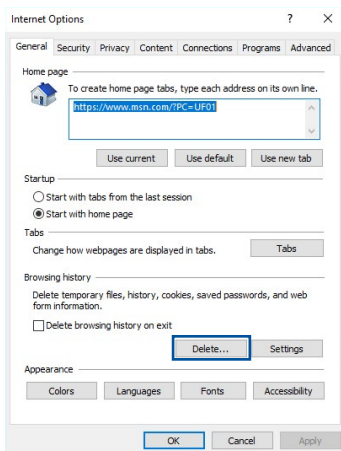 Internet Options ? X
General Security Privacy Content Connections Programs Advanced
Home page
To create home page tabs, type each address on its own line.
https://www.msn.com/?PC=UF01
Use current Use default Use new tab
Startup
Start with tabs from the last session
Start with home page
Tabs
Change how webpages are displayed in tabs. Tabs
Browsing history
Delete temporary files, history, cookies, saved passwords, and web
form information.
Delete browsing history on exit
Delete... Settings
Appearance
Colors Languages Fonts Accessibility
OK Cancel Apply